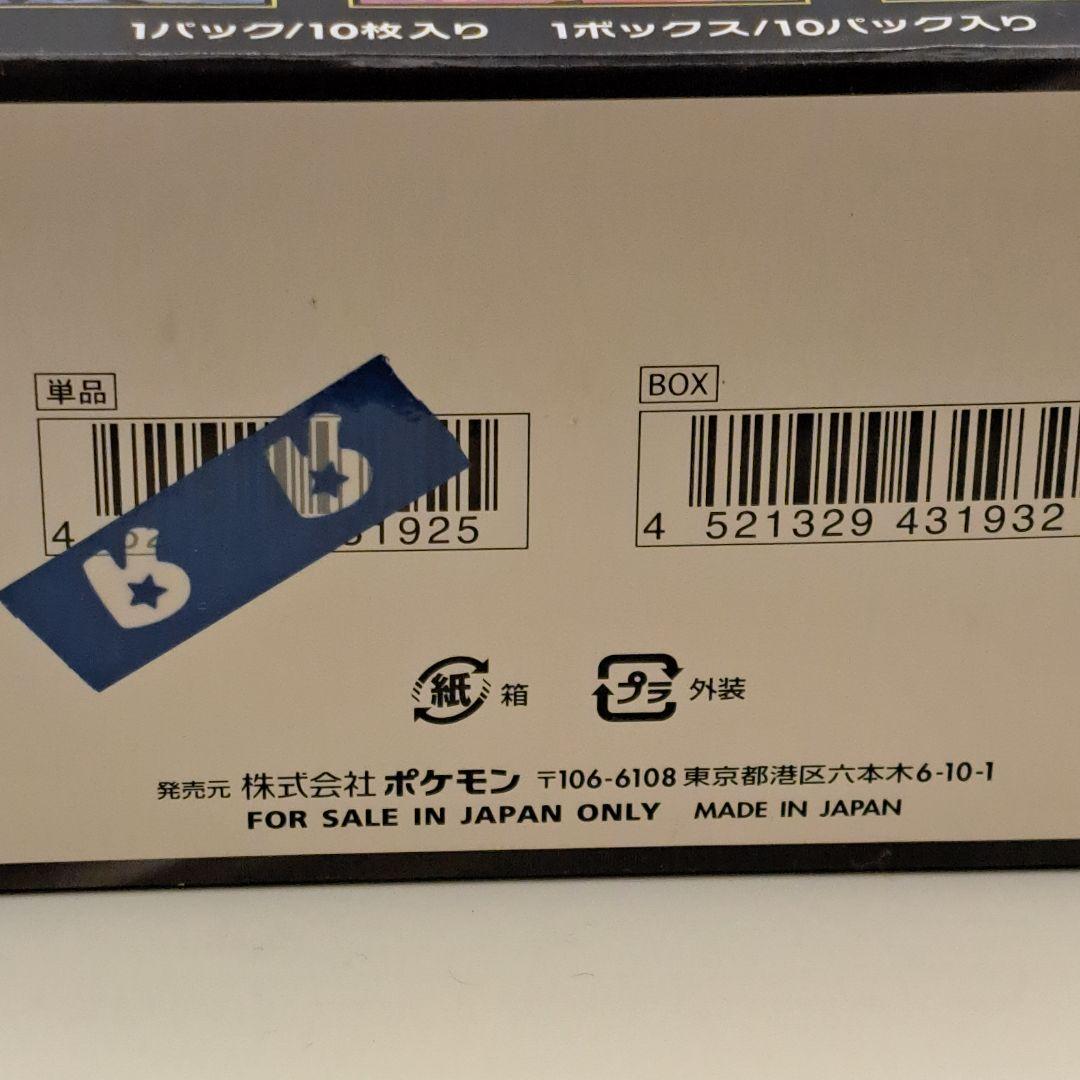 1パック/10枚入り 1ボックス/10パック入り
単品 BOX
4 31925 4 521329 431932
紙 箱 プラ 外装
発売元 株式会社ポケモン 〒106-6108 東京都港区六本木6-10-1
FOR SALE IN JAPAN ONLY MADE IN JAPAN